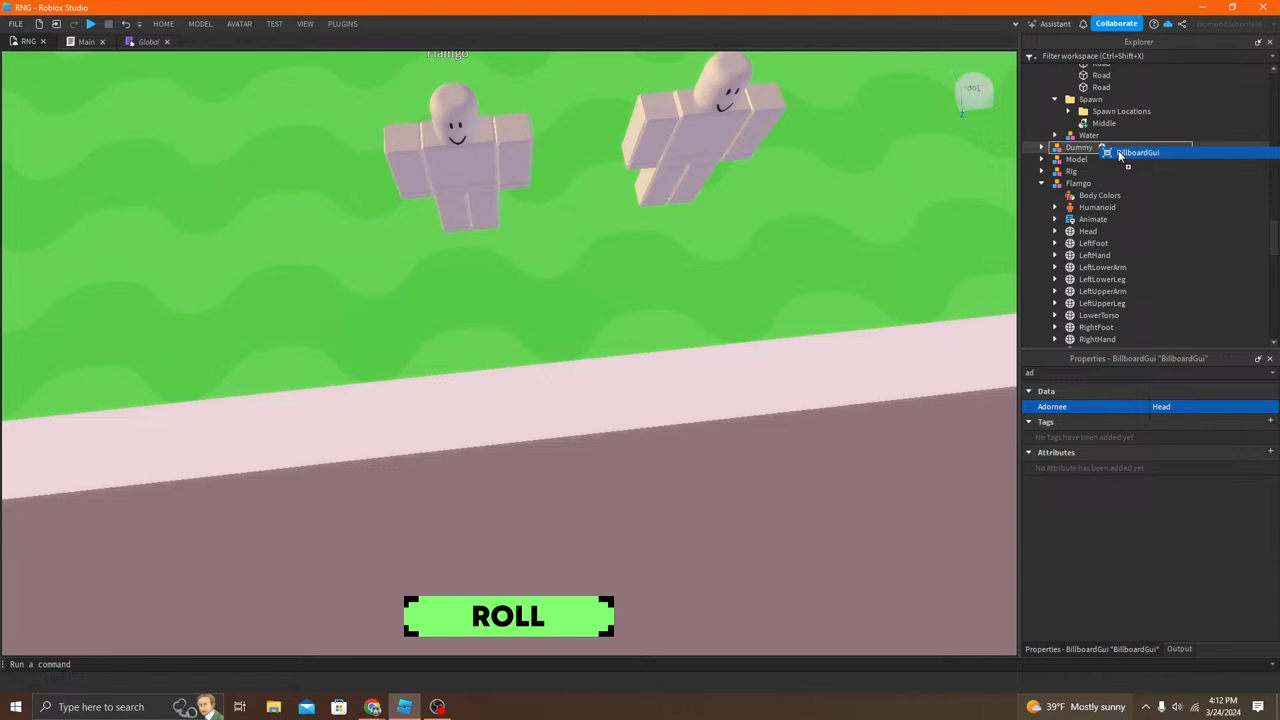 RNG - Roblox Studio
FILE HOME MODEL AVATAR TEST VIEW PLUGINS Assistant Collaborate
RNG Main Global
Explorer
Filter workspace (Ctrl+Shift+X)
Road
Road
Spawn
Spawn Locations
Middle
Water
Dummy
BillboardGui
Model
Rig
Flamgo
Body Colors
Humanoid
Animate
Head
LeftFoot
LeftHand
LeftLowerArm
LeftLowerLeg
LeftUpperArm
LeftUpperLeg
LowerTorso
RightFoot
RightHand
Properties - BillboardGui "BillboardGui"
ad
Data
Adornee Head
Tags
No Tags have been added yet
Attributes
No Attribute has been added yet
Flamgo
ROLL
Properties - BillboardGui "BillboardGui" Output
Run a command
Type here to search
39°F Mostly sunny
4:12 PM
3/24/2024